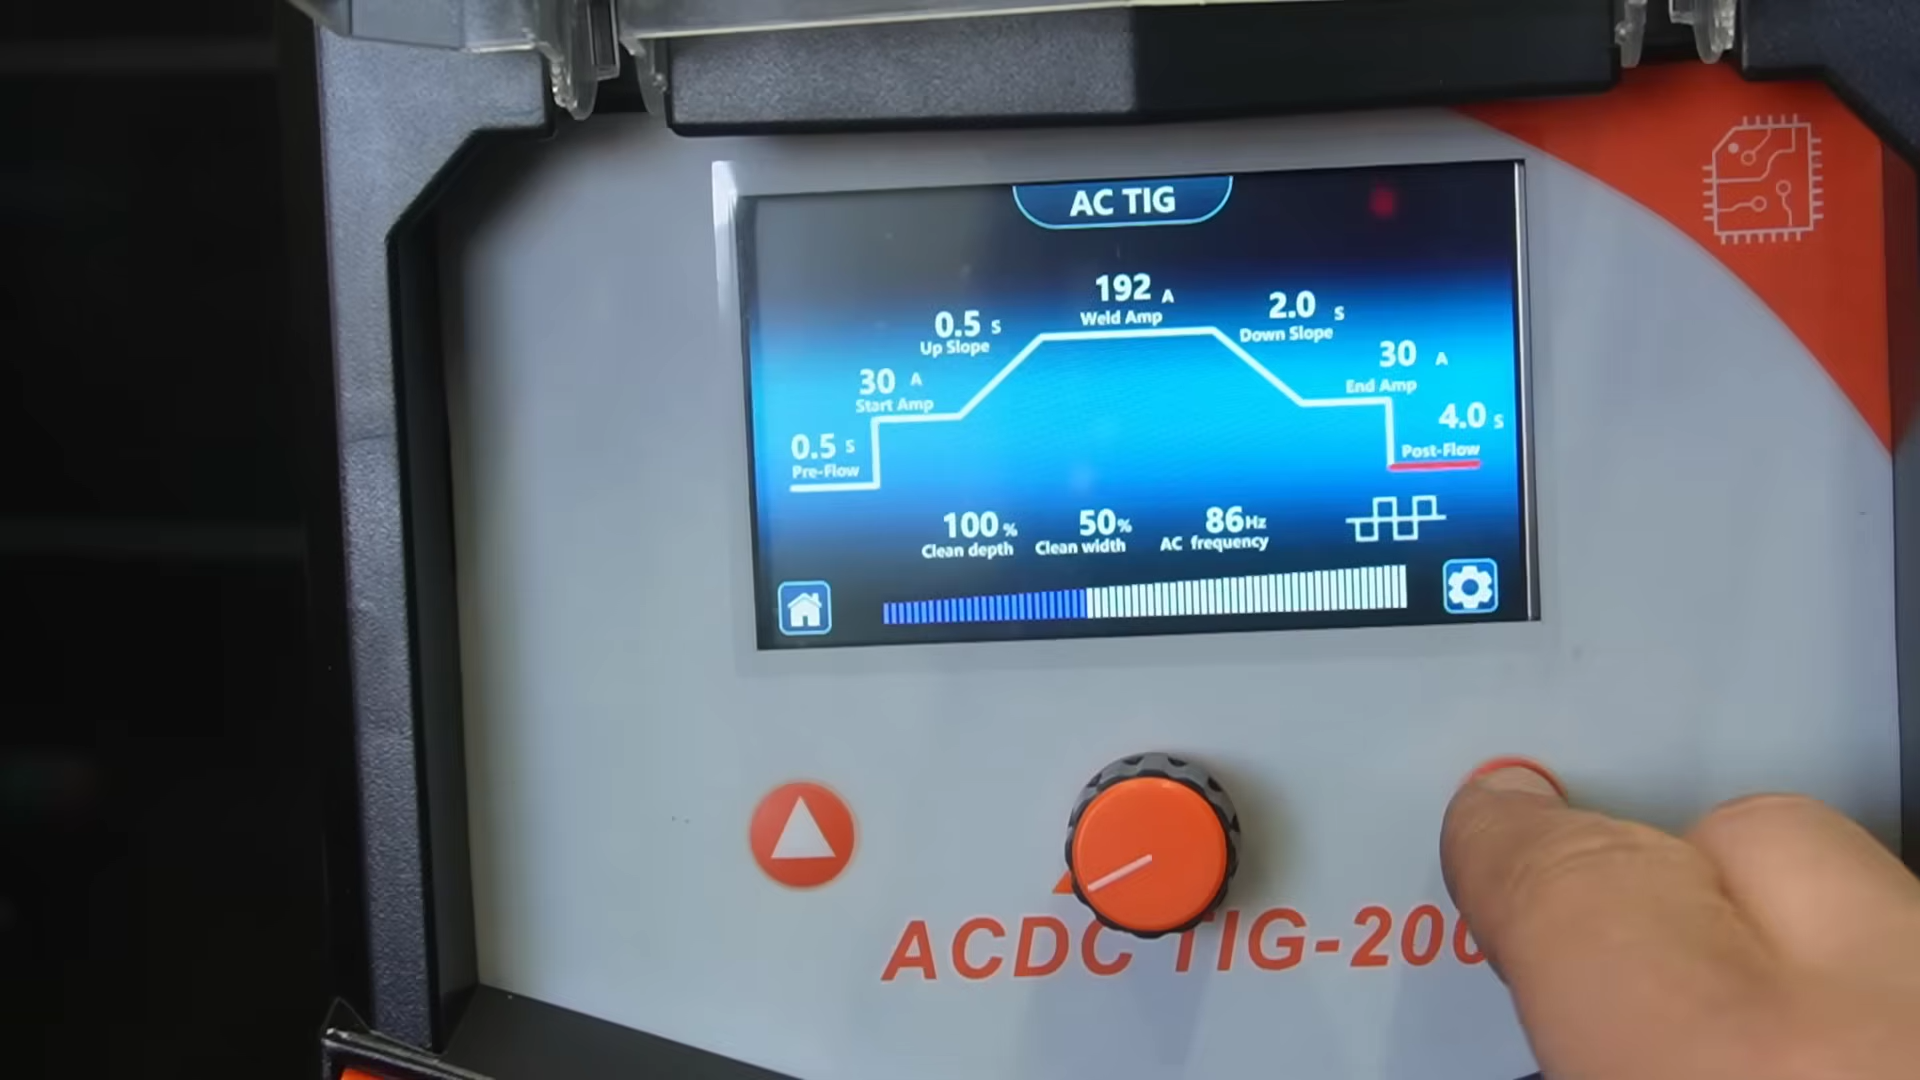 AC TIG
192 A
Weld Amp
0.5 s
Up Slope
2.0 s
Down Slope
30 A
Start Amp
30 A
End Amp
0.5 s
Pre-Flow
4.0 s
Post-Flow
100 %
Clean depth
50%
Clean width
86Hz
AC frequency
ACDC TIG-200